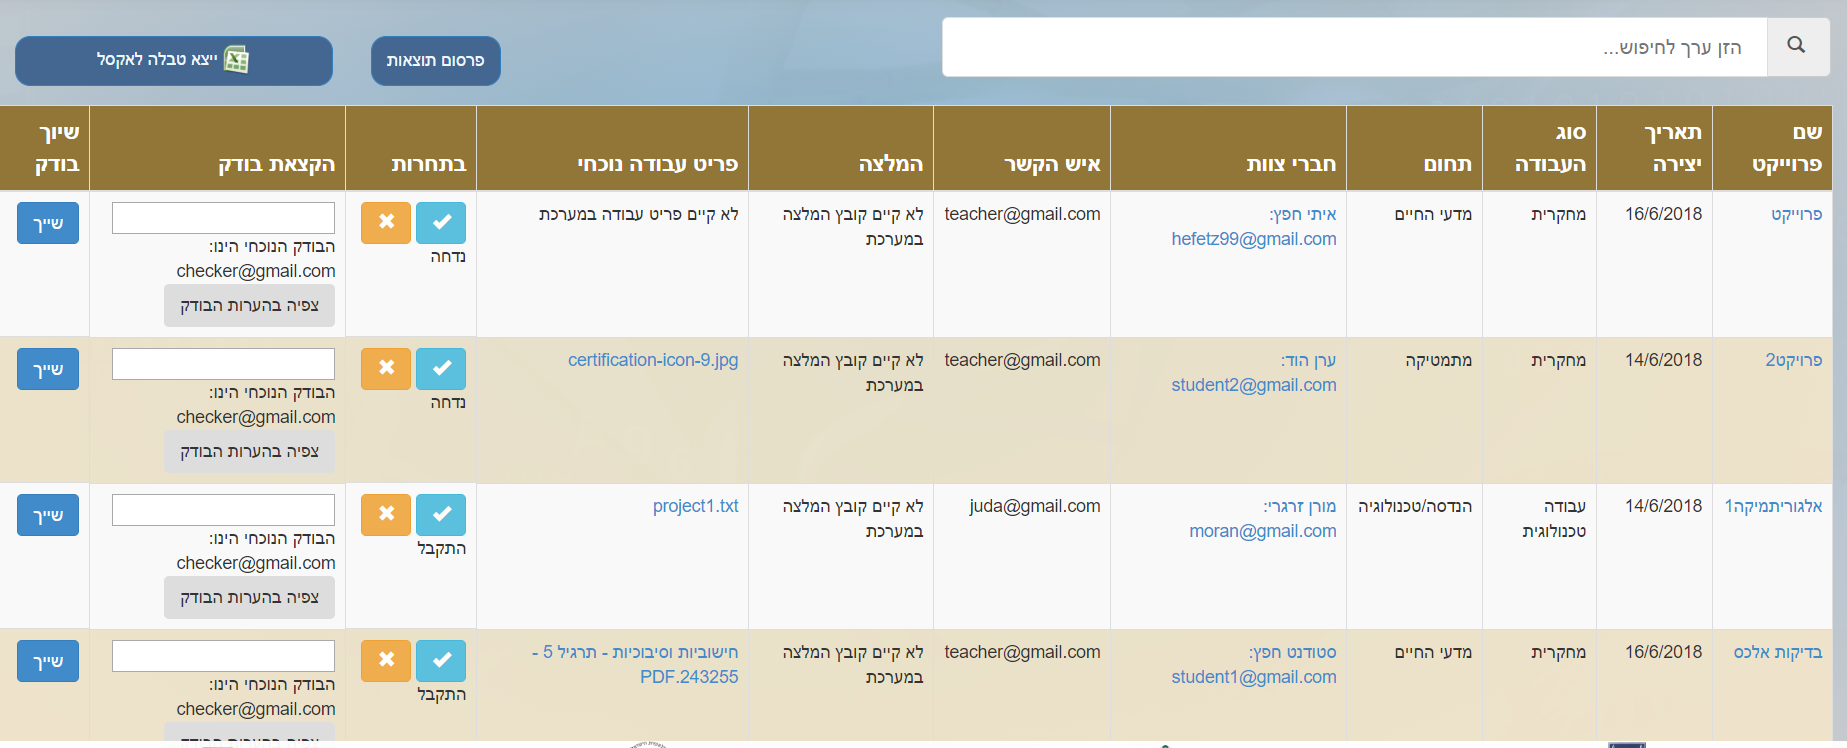 הזן ערך לחיפוש...
פרסום תוצאות
ייצא טבלה לאקסל
שם פרוייקט
תאריך יצירה
סוג העבודה
תחום
חברי צוות
איש הקשר
המלצה
פריט עבודה נוכחי
בתחרות
הקצאת בודק
שיוך בודק
פרוייקט
16/6/2018
מחקרית
מדעי החיים
איתי חפץ:
hefetz99@gmail.com
teacher@gmail.com
לא קיים קובץ המלצה
במערכת
לא קיים פריט עבודה במערכת
נדחה
הבודק הנוכחי הינו:
checker@gmail.com
צפיה בהערות הבודק
שייך
פרויקט2
14/6/2018
מחקרית
מתמטיקה
ערן הוד:
student2@gmail.com
teacher@gmail.com
לא קיים קובץ המלצה
במערכת
certification-icon-9.jpg
נדחה
הבודק הנוכחי הינו:
checker@gmail.com
צפיה בהערות הבודק
שייך
אלגוריתמיקה1
14/6/2018
עבודה
טכנולוגית
הנדסה/טכנולוגיה
מורן זרגרי:
moran@gmail.com
juda@gmail.com
לא קיים קובץ המלצה
במערכת
project1.txt
התקבל
הבודק הנוכחי הינו:
checker@gmail.com
צפיה בהערות הבודק
שייך
בדיקות אלכס
16/6/2018
מחקרית
מדעי החיים
סטודנט חפץ:
student1@gmail.com
teacher@gmail.com
לא קיים קובץ המלצה
במערכת
חישוביות וסיבוכיות - תרגיל 5 -
PDF.243255
התקבל
הבודק הנוכחי הינו:
checker@gmail.com
צפיה בהערות הבודק
שייך